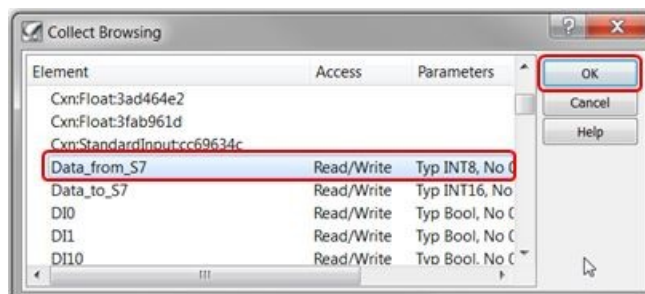 Collect Browsing
Element Access Parameters
OK
Cxn:Float:3ad464e2
Cancel
Cxn:Float:3fab961d
Help
Cxn:StandardInput:cc69634c
Data_from_S7 Read/Write Typ INT8, No
Data_to_S7 Read/Write Typ INT16, No
DI0 Read/Write Typ Bool, No
DI1 Read/Write Typ Bool, No
DI10 Read/Write Typ Bool, No